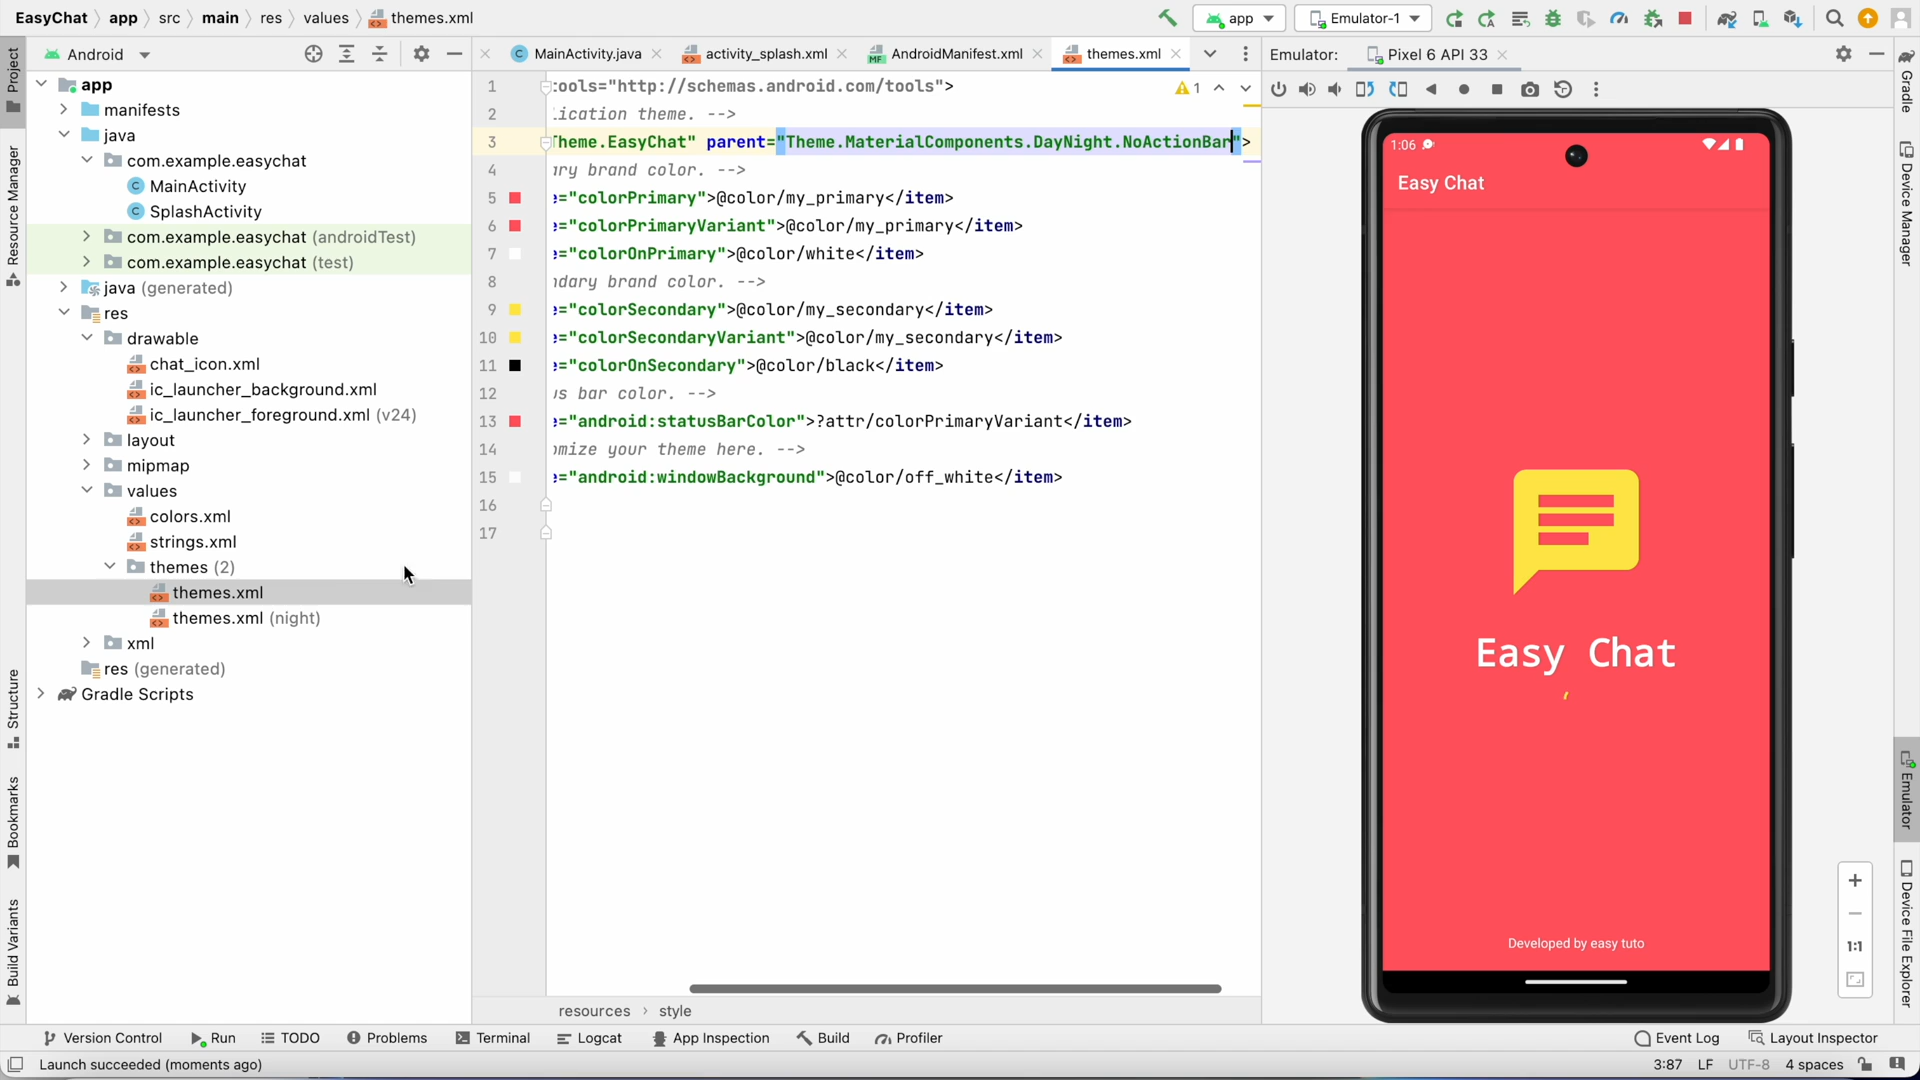 EasyChat app src main res values themes.xml
app Emulator-1
Android
MainActivity.java activity_splash.xml AndroidManifest.xml themes.xml
Emulator: Pixel 6 API 33
Project
Resource Manager
Structure
Bookmarks
Build Variants
app
manifests
java
com.example.easychat
MainActivity
SplashActivity
com.example.easychat (androidTest)
com.example.easychat (test)
java (generated)
res
drawable
chat_icon.xml
ic_launcher_background.xml
ic_launcher_foreground.xml (v24)
layout
mipmap
values
colors.xml
strings.xml
themes (2)
themes.xml
themes.xml (night)
xml
res (generated)
Gradle Scripts
1 :ools="http://schemas.android.com/tools">
1
2 lication theme. -->
3 Theme.EasyChat" parent="Theme.MaterialComponents.DayNight.NoActionBar">
4 ary brand color. -->
5 e="colorPrimary">@color/my_primary</item>
6 e="colorPrimaryVariant">@color/my_primary</item>
7 e="colorOnPrimary">@color/white</item>
8 ndary brand color. -->
9 e="colorSecondary">@color/my_secondary</item>
10 e="colorSecondaryVariant">@color/my_secondary</item>
11 e="colorOnSecondary">@color/black</item>
12 us bar color. -->
13 e="android:statusBarColor">?attr/colorPrimaryVariant</item>
14 omize your theme here. -->
15 e="android:windowBackground">@color/off_white</item>
16
17
resources style
1:06
Easy Chat
Easy Chat
Developed by easy tuto
1:1
Gradle
Device Manager
Emulator
Device File Explorer
Version Control Run TODO Problems Terminal Logcat App Inspection Build Profiler
Event Log Layout Inspector
Launch succeeded (moments ago)
3:87 LF UTF-8 4 spaces